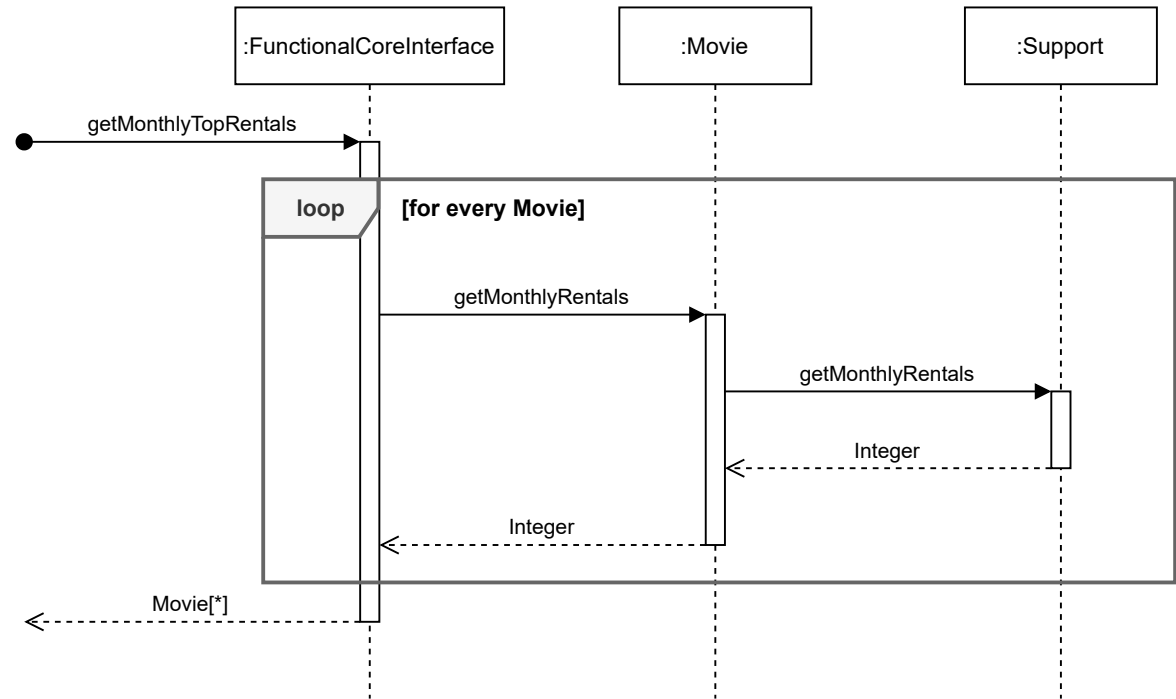 :FunctionalCoreInterface
:Movie
:Support
getMonthlyTopRentals
loop
[for every Movie]
getMonthlyRentals
getMonthlyRentals
Integer
Integer
Movie[*]